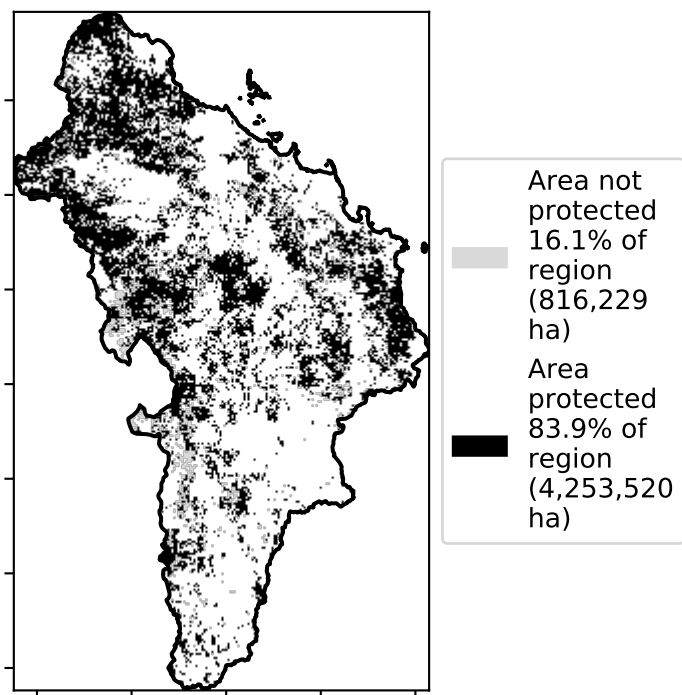 Area not
protected
16.1% of
region
(816,229
ha)
Area
protected
83.9% of
region
(4,253,520
ha)